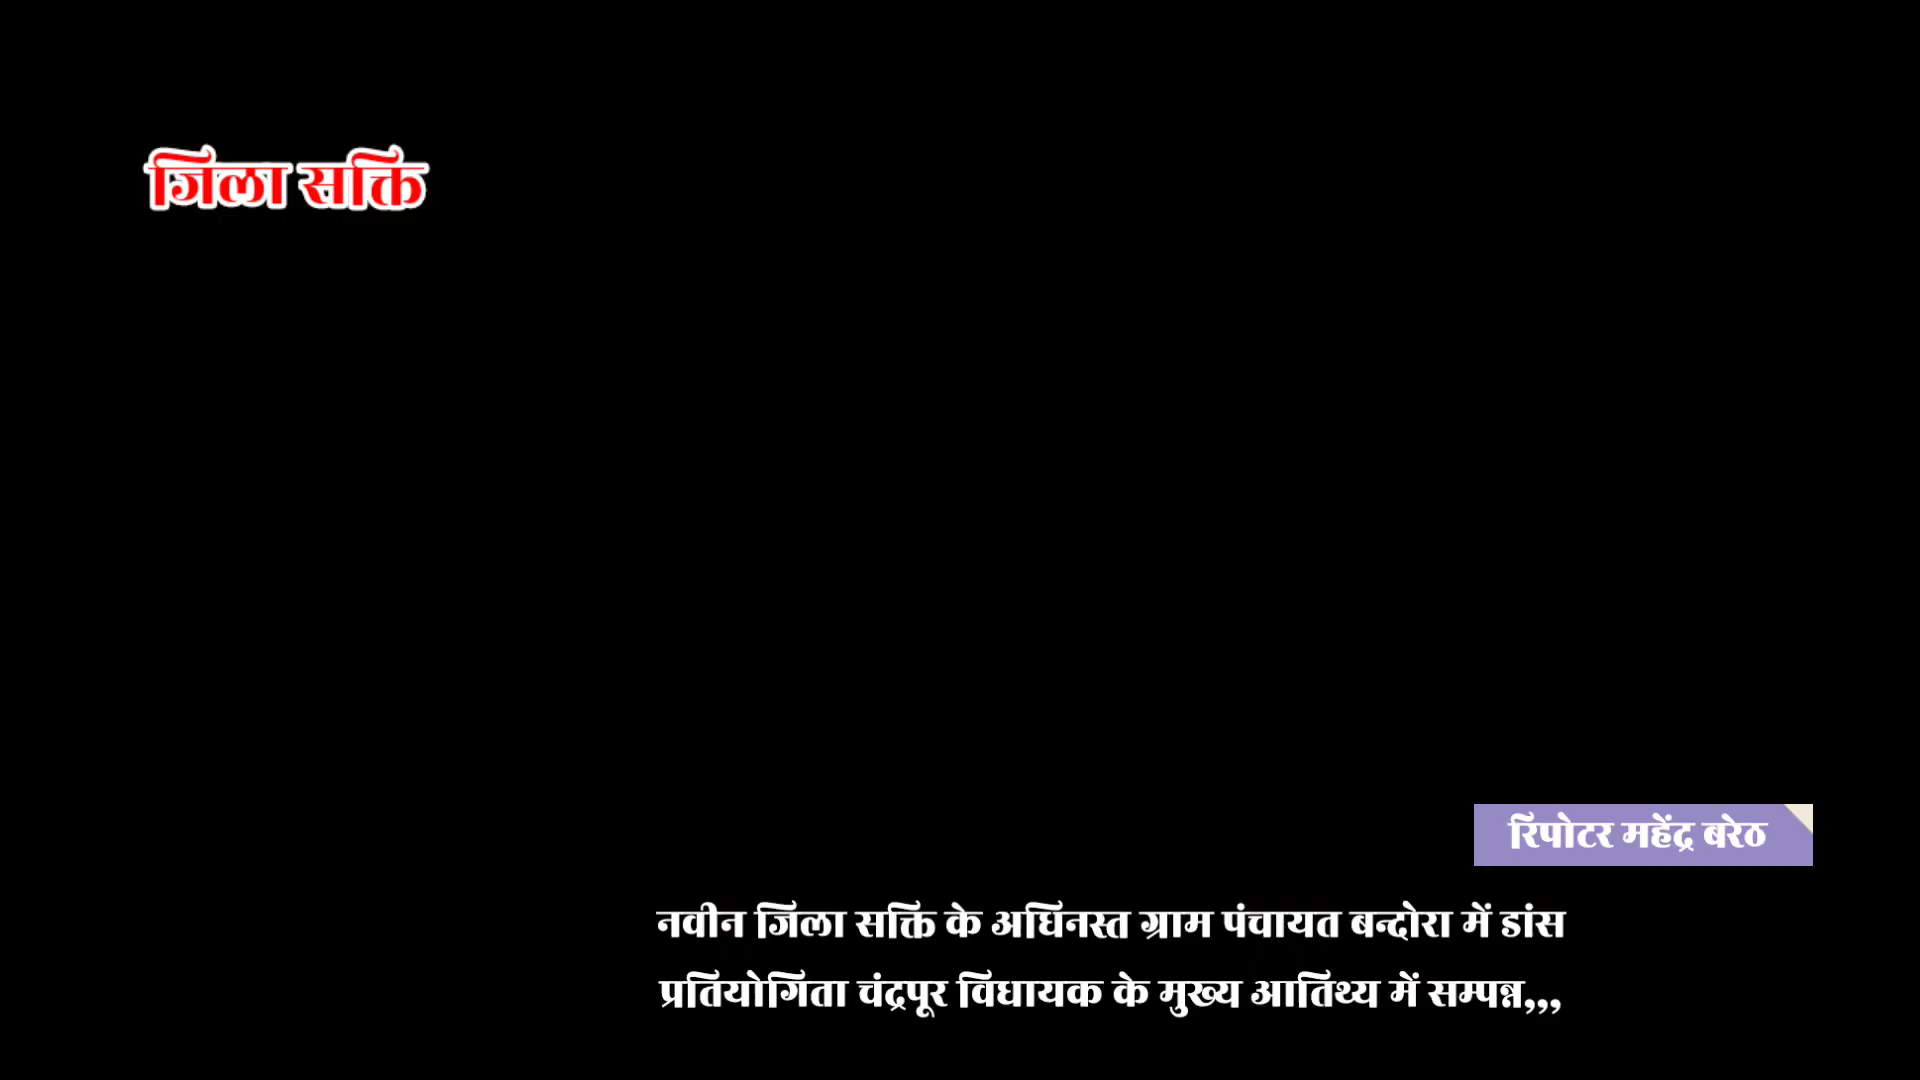 जिला सक्ति
रिपोटर महेंद्र बरेठ
नवीन जिला सक्ति के अधिनस्त ग्राम पंचायत बन्दोरा में डांस
प्रतियोगिता चंद्रपूर विधायक के मुख्य आतिथ्य में सम्पन्न,,,